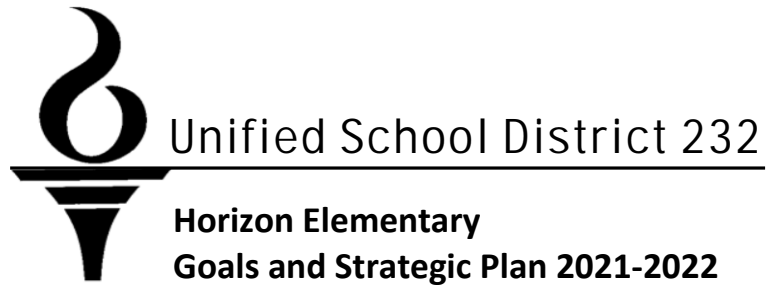 Unified School District 232
Horizon Elementary
Goals and Strategic Plan 2021-2022